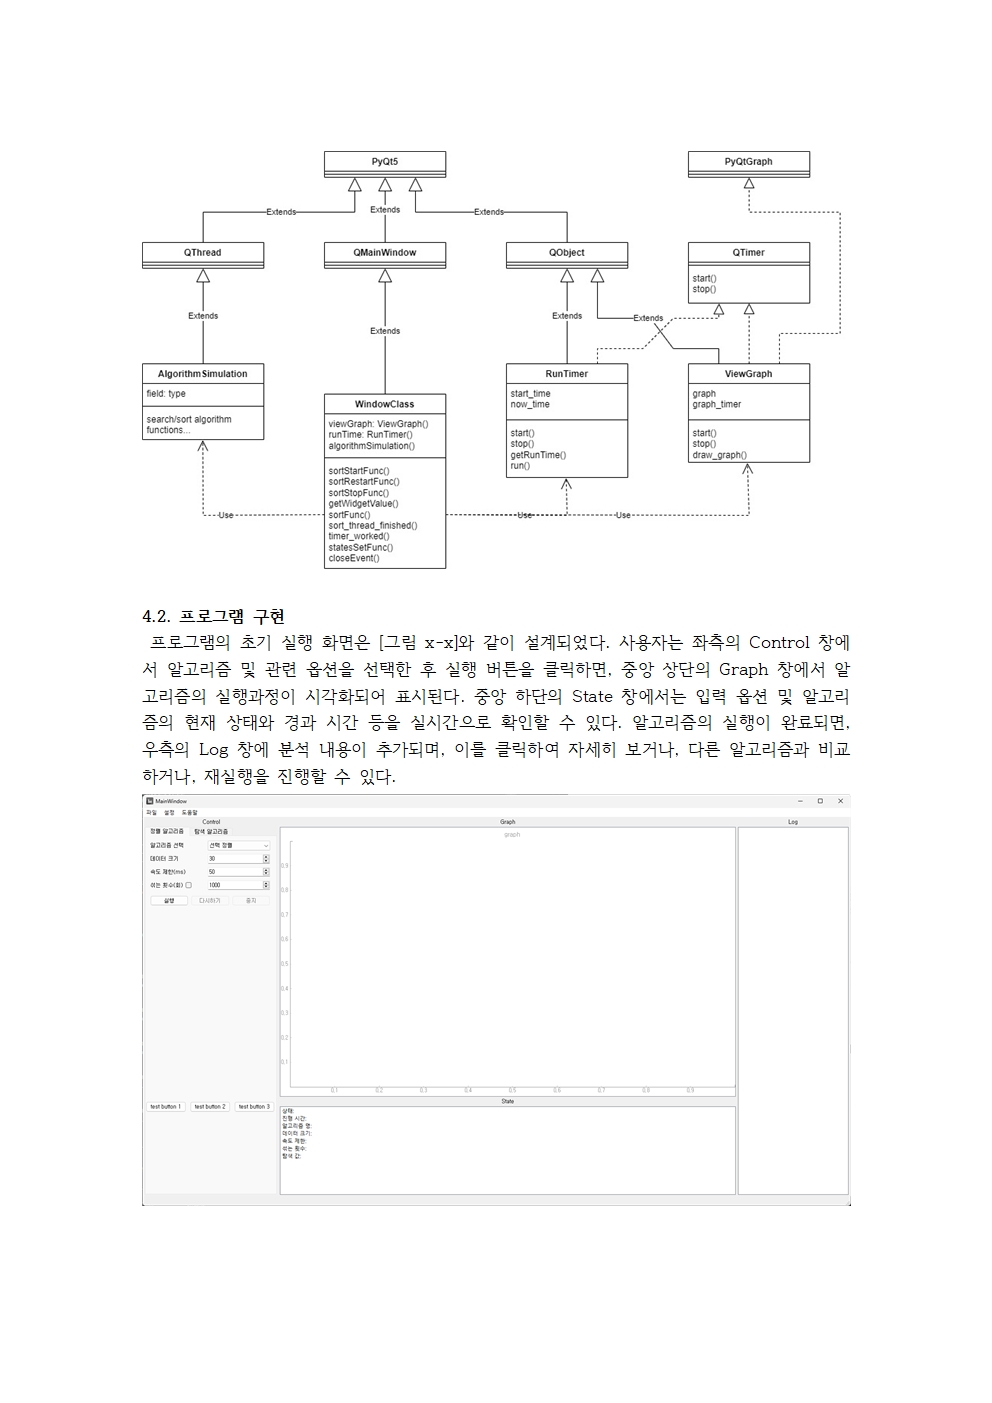 PyQt5
PyQtGraph
Extends
Extends
Extends
QThread
QMainWindow
QObject
QTimer
start()
stop()
Extends
Extends
Extends
Extends
AlgorithmSimulation
field: type
search/sort algorithm
functions...
WindowClass
viewGraph: ViewGraph()
runTime: RunTimer()
algorithmSimulation()
sortStartFunc()
sortRestartFunc()
sortStopFunc()
getWidgetValue()
sortFunc()
sort_thread_finished()
timer_worked()
statesSetFunc()
closeEvent()
RunTimer
start_time
now_time
start()
stop()
getRunTime()
run()
ViewGraph
graph
graph_timer
start()
stop()
draw_graph()
Use
Use
Use
4.2. 프로그램 구현
프로그램의 초기 실행 화면은 [그림 x-x]와 같이 설계되었다. 사용자는 좌측의 Control 창에
서 알고리즘 및 관련 옵션을 선택한 후 실행 버튼을 클릭하면, 중앙 상단의 Graph 창에서 알
고리즘의 실행과정이 시각화되어 표시된다. 중앙 하단의 State 창에서는 입력 옵션 및 알고리
즘의 현재 상태와 경과 시간 등을 실시간으로 확인할 수 있다. 알고리즘의 실행이 완료되면,
우측의 Log 창에 분석 내용이 추가되며, 이를 클릭하여 자세히 보거나, 다른 알고리즘과 비교
하거나, 재실행을 진행할 수 있다.
MainWindow
파일 설정 도움말
Control
정렬 알고리즘 탐색 알고리즘
알고리즘 선택 선택 정렬
데이터 크기 30
속도 제한(ms) 50
섞는 횟수(회) 1000
실행 다시하기 중지
test button 1 test button 2 test button 3
Graph
graph
0.9
0.8
0.7
0.6
0.5
0.4
0.3
0.2
0.1
0.1 0.2 0.3 0.4 0.5 0.6 0.7 0.8 0.9
State
상태:
진행 시간:
알고리즘 명:
데이터 크기:
속도 제한:
섞는 횟수:
탐색 값:
Log